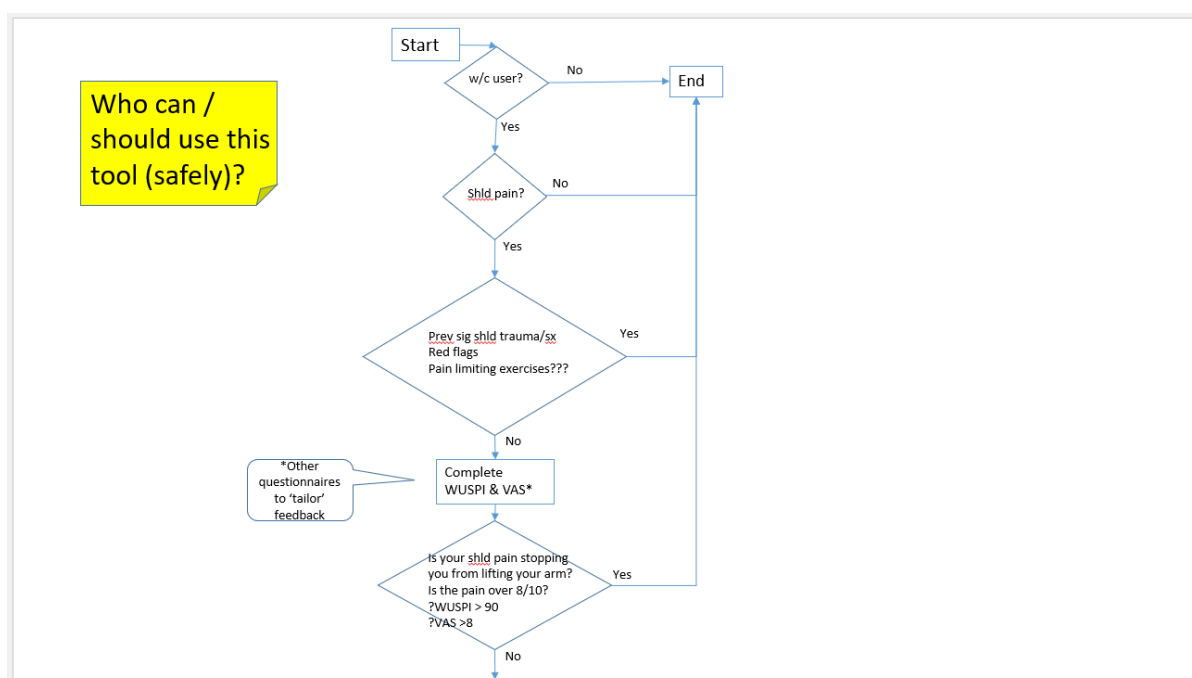 Start
w/c user?
No
End
Who can /
should use this
tool (safely)?
Yes
Shld pain?
No
Yes
Prev sig shld trauma/sx
Red flags
Pain limiting exercises???
Yes
No
*Other
questionnaires
to ‘tailor’
feedback
Complete
WUSPI & VAS*
Is your shld pain stopping
you from lifting your arm?
Is the pain over 8/10?
?WUSPI > 90
?VAS >8
Yes
No